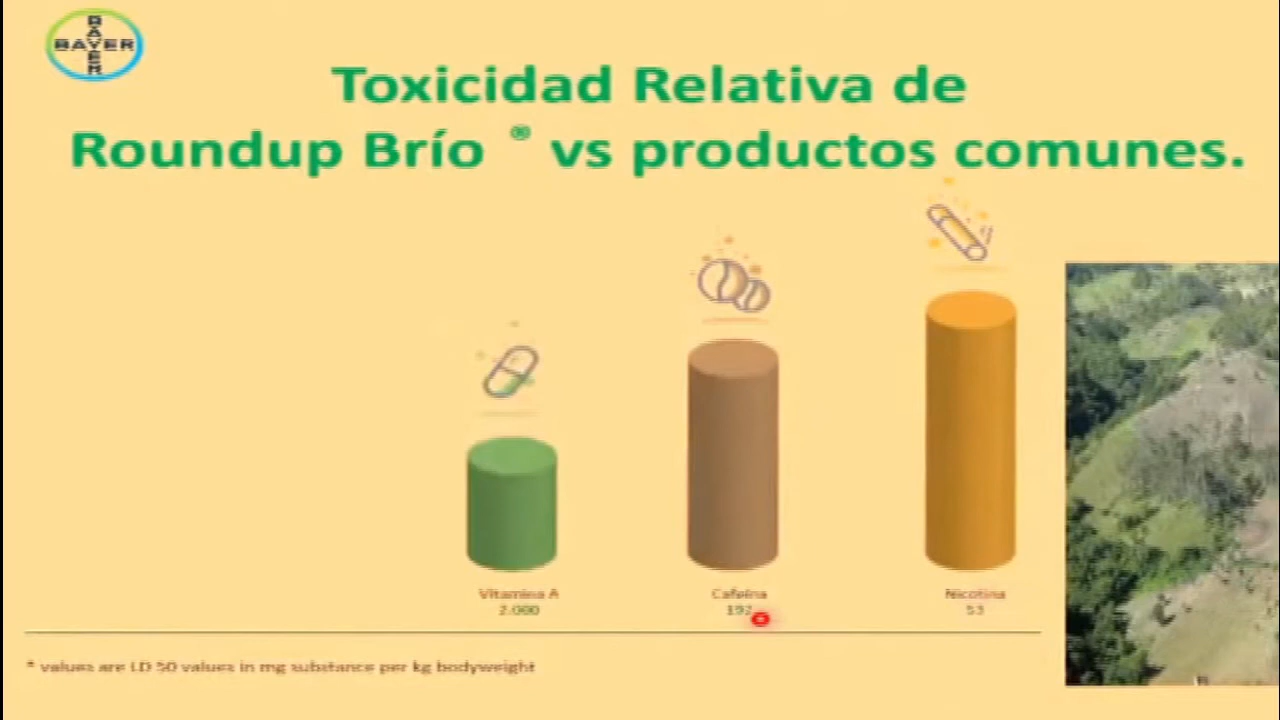 BAYER
BAYER
Toxicidad Relativa de
Roundup Brío ® vs productos comunes.
Vitamina A
2.000
Cafeína
192
Nicotina
53
* values are LD 50 values in mg substance per kg bodyweight